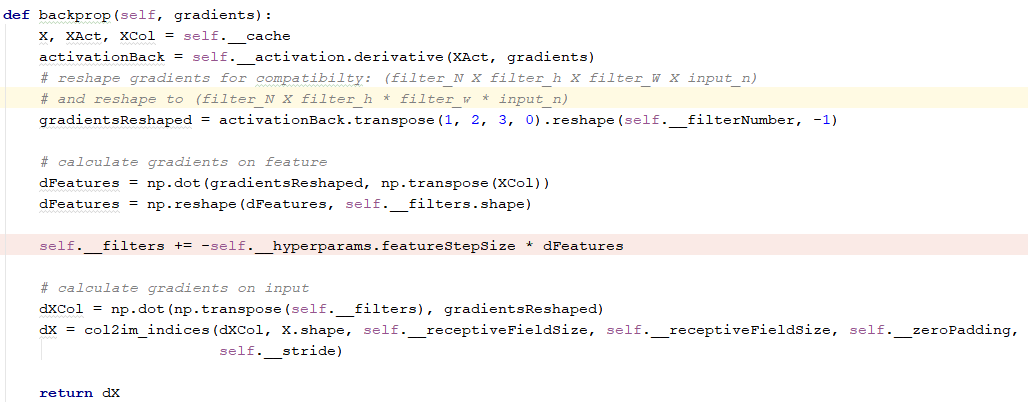 def backprop(self, gradients):
    X, XAct, XCol = self.__cache
    activationBack = self.__activation.derivative(XAct, gradients)
    # reshape gradients for compatibilty: (filter_N X filter_h X filter_W X input_n)
    # and reshape to (filter_N X filter_h * filter_w * input_n)
    gradientsReshaped = activationBack.transpose(1, 2, 3, 0).reshape(self.__filterNumber, -1)

    # calculate gradients on feature
    dFeatures = np.dot(gradientsReshaped, np.transpose(XCol))
    dFeatures = np.reshape(dFeatures, self.__filters.shape)

    self.__filters += -self.__hyperparams.featureStepSize * dFeatures

    # calculate gradients on input
    dXCol = np.dot(np.transpose(self.__filters), gradientsReshaped)
    dX = col2im_indices(dXCol, X.shape, self.__receptiveFieldSize, self.__receptiveFieldSize, self.__zeroPadding,
                        self.__stride)

    return dX